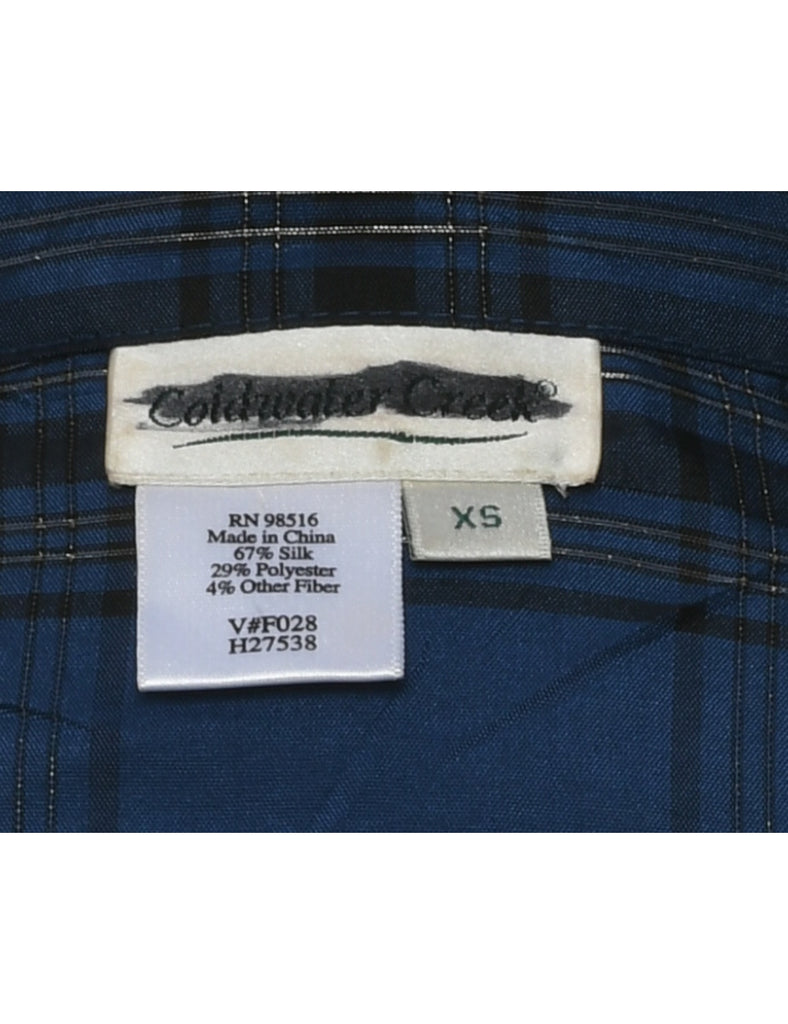 Coldwater Creek®
XS
RN 98516
Made in China
67% Silk
29% Polyester
4% Other Fiber
V#F028
H27538